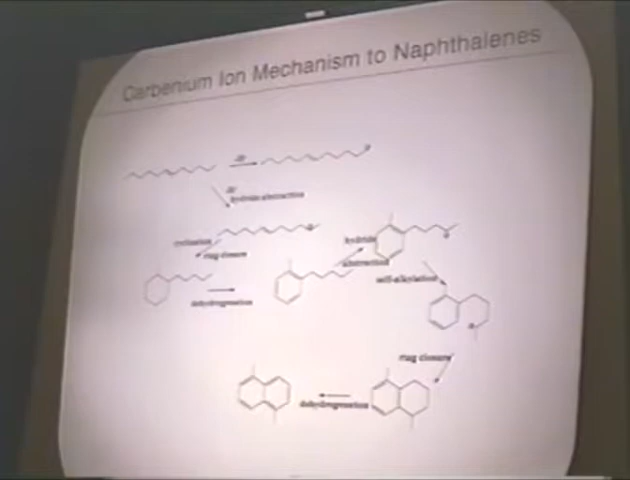 Carbenium Ion Mechanism to Naphthalenes
hydride abstraction
cyclization
ring closure
hydride
abstraction
dehydrogenation
self-alkylation
ring closure
dehydrogenation